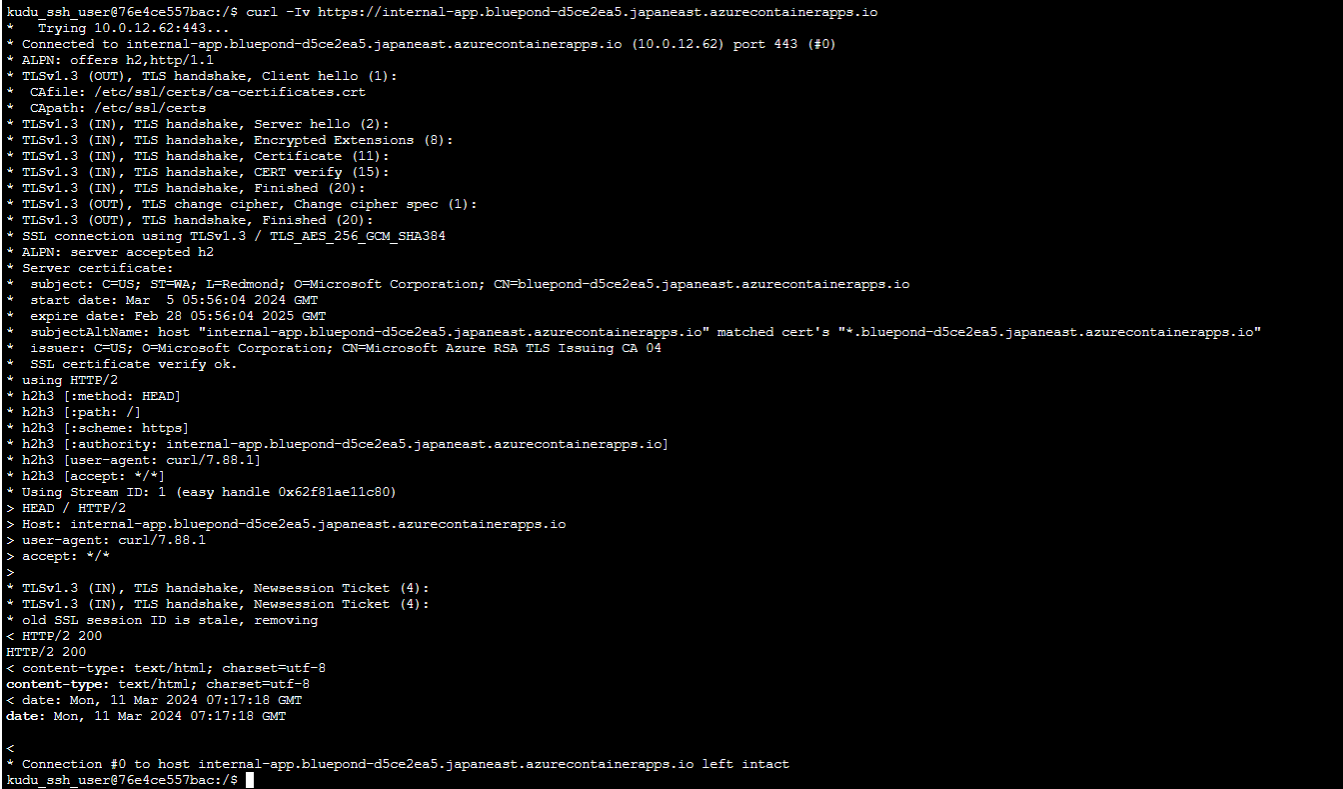 kudu_ssh_user@76e4ce557bac:/$ curl -Iv https://internal-app.bluepond-d5ce2ea5.japaneast.azurecontainerapps.io
*   Trying 10.0.12.62:443...
* Connected to internal-app.bluepond-d5ce2ea5.japaneast.azurecontainerapps.io (10.0.12.62) port 443 (#0)
* ALPN: offers h2,http/1.1
* TLSv1.3 (OUT), TLS handshake, Client hello (1):
*  CAfile: /etc/ssl/certs/ca-certificates.crt
*  CApath: /etc/ssl/certs
* TLSv1.3 (IN), TLS handshake, Server hello (2):
* TLSv1.3 (IN), TLS handshake, Encrypted Extensions (8):
* TLSv1.3 (IN), TLS handshake, Certificate (11):
* TLSv1.3 (IN), TLS handshake, CERT verify (15):
* TLSv1.3 (IN), TLS handshake, Finished (20):
* TLSv1.3 (OUT), TLS change cipher, Change cipher spec (1):
* TLSv1.3 (OUT), TLS handshake, Finished (20):
* SSL connection using TLSv1.3 / TLS_AES_256_GCM_SHA384
* ALPN: server accepted h2
* Server certificate:
*  subject: C=US; ST=WA; L=Redmond; O=Microsoft Corporation; CN=bluepond-d5ce2ea5.japaneast.azurecontainerapps.io
*  start date: Mar  5 05:56:04 2024 GMT
*  expire date: Feb 28 05:56:04 2025 GMT
*  subjectAltName: host "internal-app.bluepond-d5ce2ea5.japaneast.azurecontainerapps.io" matched cert's "*.bluepond-d5ce2ea5.japaneast.azurecontainerapps.io"
*  issuer: C=US; O=Microsoft Corporation; CN=Microsoft Azure RSA TLS Issuing CA 04
*  SSL certificate verify ok.
* using HTTP/2
* h2h3 [:method: HEAD]
* h2h3 [:path: /]
* h2h3 [:scheme: https]
* h2h3 [:authority: internal-app.bluepond-d5ce2ea5.japaneast.azurecontainerapps.io]
* h2h3 [user-agent: curl/7.88.1]
* h2h3 [accept: */*]
* Using Stream ID: 1 (easy handle 0x62f81ae11c80)
> HEAD / HTTP/2
> Host: internal-app.bluepond-d5ce2ea5.japaneast.azurecontainerapps.io
> user-agent: curl/7.88.1
> accept: */*
>
* TLSv1.3 (IN), TLS handshake, Newsession Ticket (4):
* TLSv1.3 (IN), TLS handshake, Newsession Ticket (4):
* old SSL session ID is stale, removing
< HTTP/2 200
HTTP/2 200
< content-type: text/html; charset=utf-8
content-type: text/html; charset=utf-8
< date: Mon, 11 Mar 2024 07:17:18 GMT
date: Mon, 11 Mar 2024 07:17:18 GMT

<
* Connection #0 to host internal-app.bluepond-d5ce2ea5.japaneast.azurecontainerapps.io left intact
kudu_ssh_user@76e4ce557bac:/$